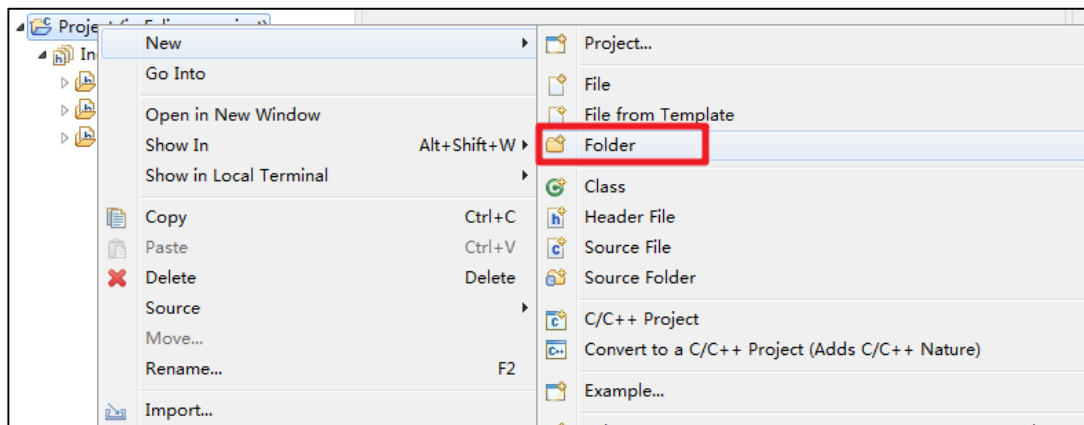 Proje
In
New
Go Into
Open in New Window
Show In Alt+Shift+W
Show in Local Terminal
Copy Ctrl+C
Paste Ctrl+V
Delete Delete
Source
Move...
Rename... F2
Import...
Project...
File
File from Template
Folder
Class
Header File
Source File
Source Folder
C/C++ Project
Convert to a C/C++ Project (Adds C/C++ Nature)
Example...